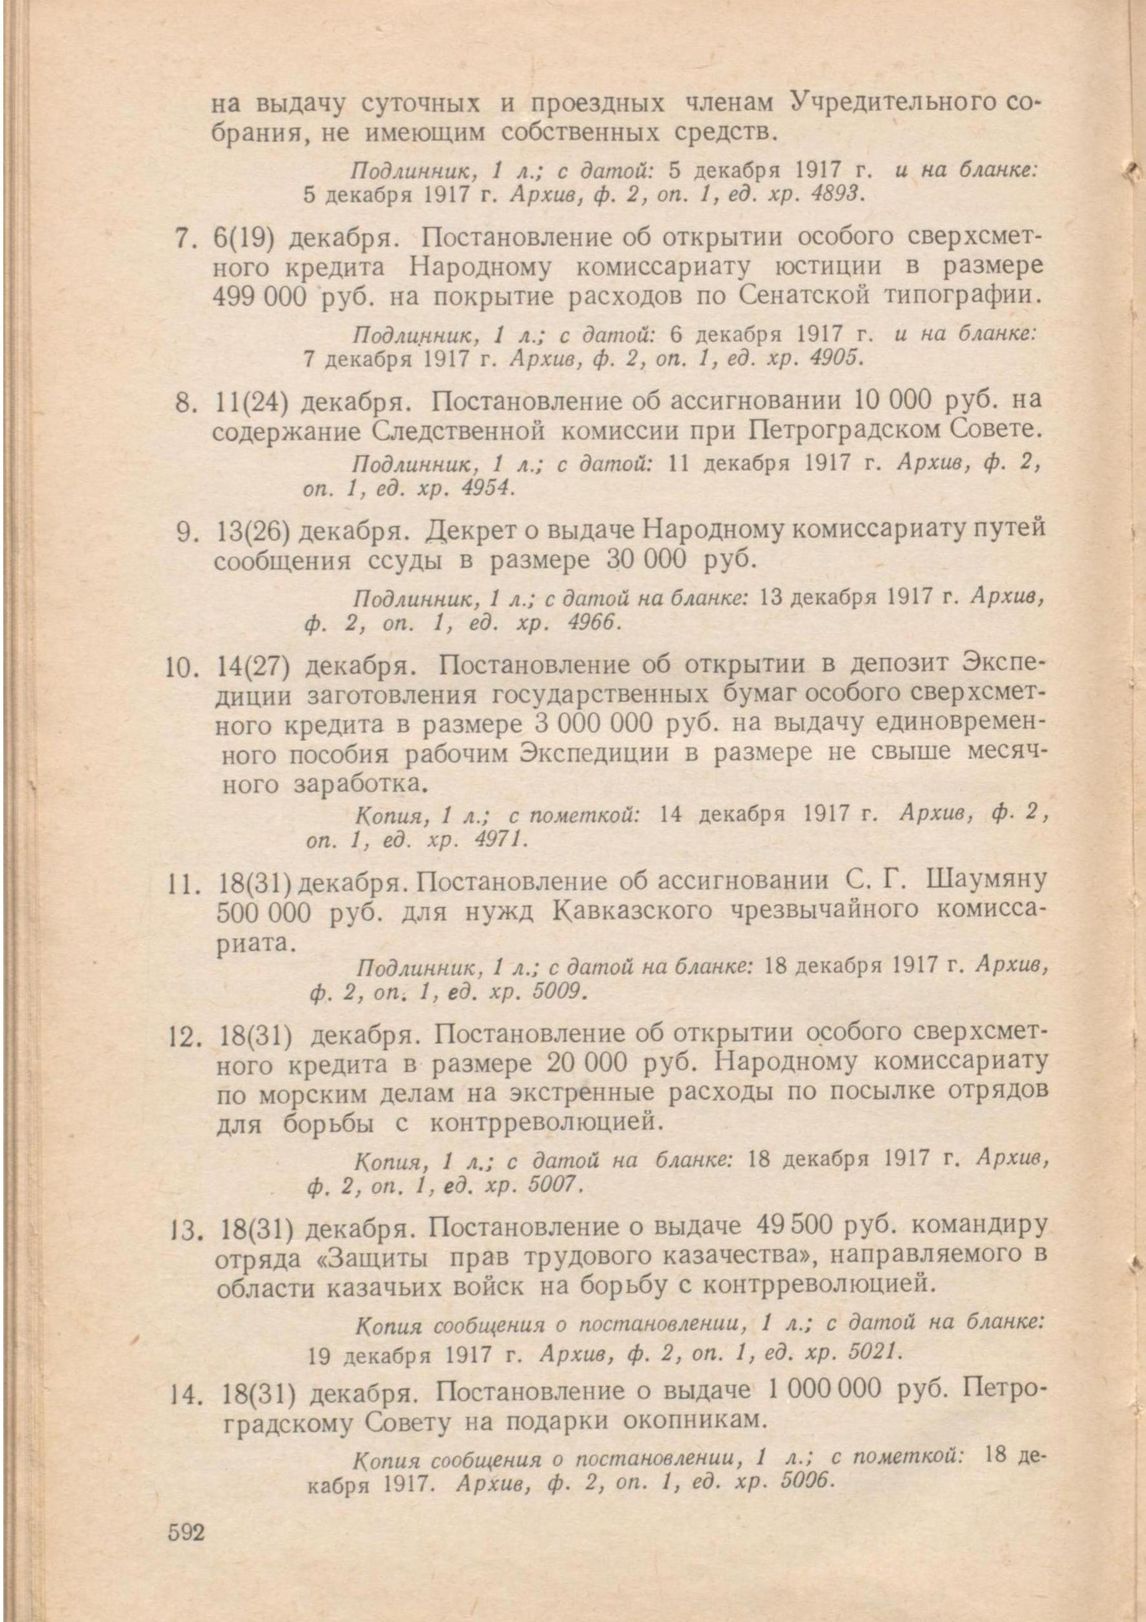 на выдачу суточных и проездных членам Учредительного со-
брания, не имеющим собственных средств.
Подлинник, 1 л.; с датой: 5 декабря 1917 г. и на бланке:
5 декабря 1917 г. Архив, ф. 2, оп. 1, ед. хр. 4893.
7. 6(19) декабря. Постановление об открытии особого сверхсмет-
ного кредита Народному комиссариату юстиции в размере
499 000 руб. на покрытие расходов по Сенатской типографии.
Подлинник, 1 л.; с датой: 6 декабря 1917 г. и на бланке:
7 декабря 1917 г. Архив, ф. 2, оп. 1, ед. хр. 4905.
8. 11(24) декабря. Постановление об ассигновании 10 000 руб. на
содержание Следственной комиссии при Петроградском Совете.
Подлинник, 1 л.; с датой: 11 декабря 1917 г. Архив, ф. 2,
оп. 1, ед. хр. 4954.
9. 13(26) декабря. Декрет о выдаче Народному комиссариату путей
сообщения ссуды в размере 30 000 руб.
Подлинник, 1 л.; с датой на бланке: 13 декабря 1917 г. Архив,
ф. 2, оп. 1, ед. хр. 4966.
10. 14(27) декабря. Постановление об открытии в депозит Экспе-
диции заготовления государственных бумаг особого сверхсмет-
ного кредита в размере 3 000 000 руб. на выдачу единовремен-
ного пособия рабочим Экспедиции в размере не свыше месяч-
ного заработка.
Копия, 1 л.; с пометкой: 14 декабря 1917 г. Архив, ф. 2,
оп. 1, ед. хр. 4971.
11. 18(31) декабря. Постановление об ассигновании С. Г. Шаумяну
500 000 руб. для нужд Кавказского чрезвычайного комисса-
риата.
Подлинник, 1 л.; с датой на бланке: 18 декабря 1917 г. Архив,
ф. 2, оп. 1, ед. хр. 5009.
12. 18(31) декабря. Постановление об открытии особого сверхсмет-
ного кредита в размере 20 000 руб. Народному комиссариату
по морским делам на экстренные расходы по посылке отрядов
для борьбы с контрреволюцией.
Копия, 1 л.; с датой на бланке: 18 декабря 1917 г. Архив,
ф. 2, оп. 1, ед. хр. 5007.
13. 18(31) декабря. Постановление о выдаче 49 500 руб. командиру
отряда «Защиты прав трудового казачества», направляемого в
области казачьих войск на борьбу с контрреволюцией.
Копия сообщения о постановлении, 1 л.; с датой на бланке:
19 декабря 1917 г. Архив, ф. 2, оп. 1, ед. хр. 5021.
14. 18(31) декабря. Постановление о выдаче 1 000 000 руб. Петро-
градскому Совету на подарки окопникам.
Копия сообщения о постановлении, 1 л.; с пометкой: 18 де-
кабря 1917. Архив, ф. 2, оп. 1, ед. хр. 5006.
592